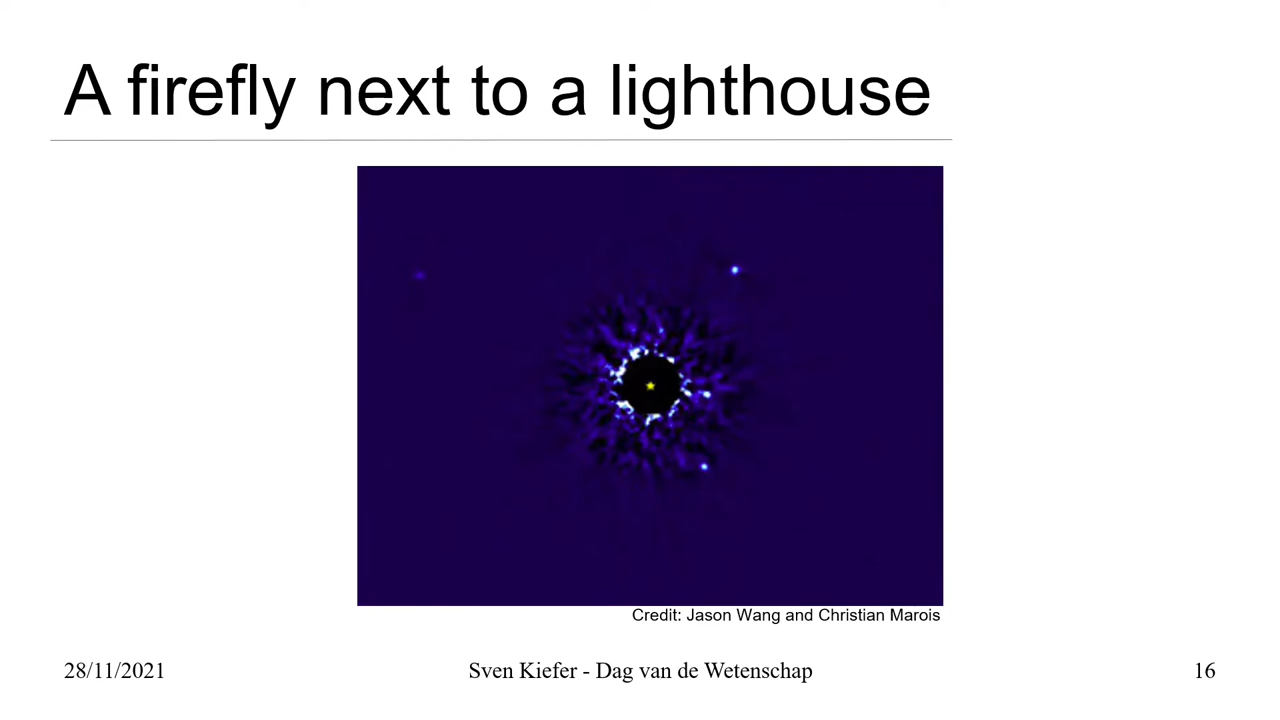 A firefly next to a lighthouse
Credit: Jason Wang and Christian Marois
28/11/2021
Sven Kiefer - Dag van de Wetenschap
16